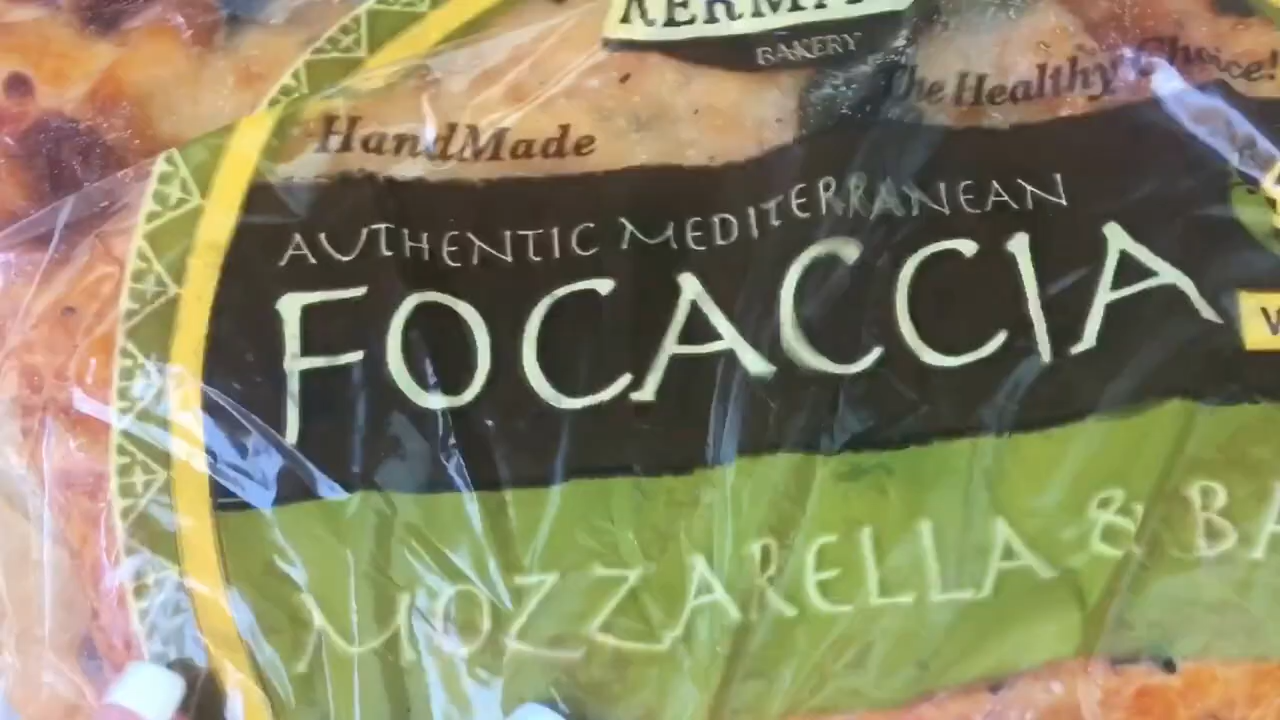 BAKERY
The Healthy Choice!
HandMade
AUTHENTIC MEDITERRANEAN
FOCACCIA
MOZZARELLA &